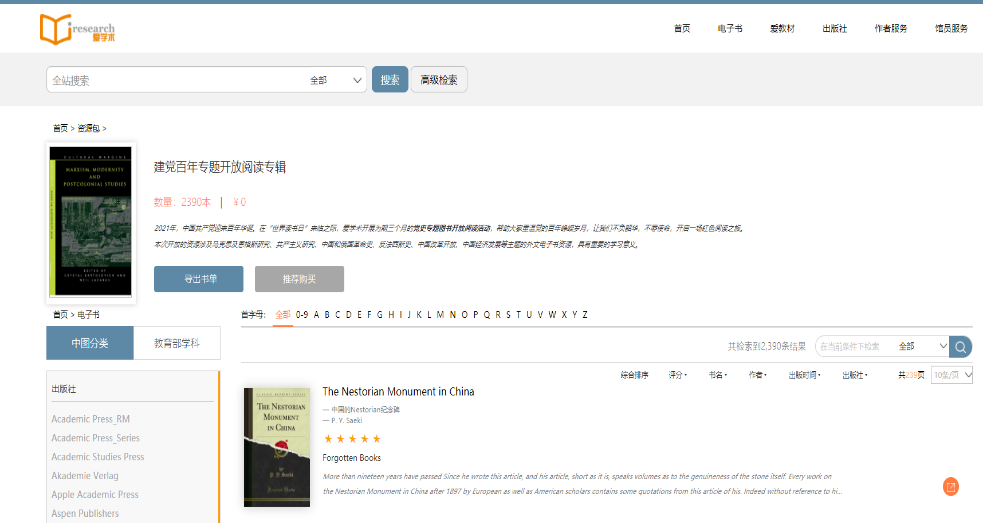 iresearch
爱学术
首页 电子书 爱教材 出版社 作者服务 馆员服务
全站搜索 全部 搜索 高级检索
首页 > 资源包 >
CULTURAL MARGINS
MARXISM, MODERNITY
AND
POSTCOLONIAL STUDIES
EDITED BY
CRYSTAL BARTOLOVICH AND
NEIL LAZARUS
建党百年专题开放阅读专辑
数量：2390本 | ￥0
2021年，中国共产党迎来百年华诞。在“世界读书日”来临之际，爱学术开展为期三个月的党史专题图书开放阅读活动，帮助大家重温党的百年峥嵘岁月，让我们不负韶华，不辱使命，开启一场红色阅读之旅。
本次开放的资源涉及马克思及恩格斯研究、共产主义研究、中国和俄国革命史、反法西斯史、中国改革开放、中国经济发展等主题的外文电子书资源，具有重要的学习意义。
导出书单 推荐购买
首页 > 电子书
首字母： 全部 0-9 A B C D E F G H I J K L M N O P Q R S T U V W X Y Z
中图分类 教育部学科
共检索到2,390条结果 在当前条件下检索 全部
综合排序 评分 书名 作者 出版时间 出版社 共239页 10条/页
出版社
Academic Press_RM
Academic Press_Series
Academic Studies Press
Akademie Verlag
Apple Academic Press
Aspen Publishers
THE NESTORIAN
MONUMENT
IN CHINA
P. Y. Saeki
Forgotten Books
The Nestorian Monument in China
— 中国的Nestorian纪念碑
— P. Y. Saeki
★ ★ ★ ★ ★
Forgotten Books
More than nineteen years have passed Since he wrote this article, and his article, short as it is, speaks volumes as to the genuineness of the stone itself. Every work on
the Nestorian Monument in China after 1897 by European as well as American scholars contains some quotations from this article of his. Indeed without reference to hi...